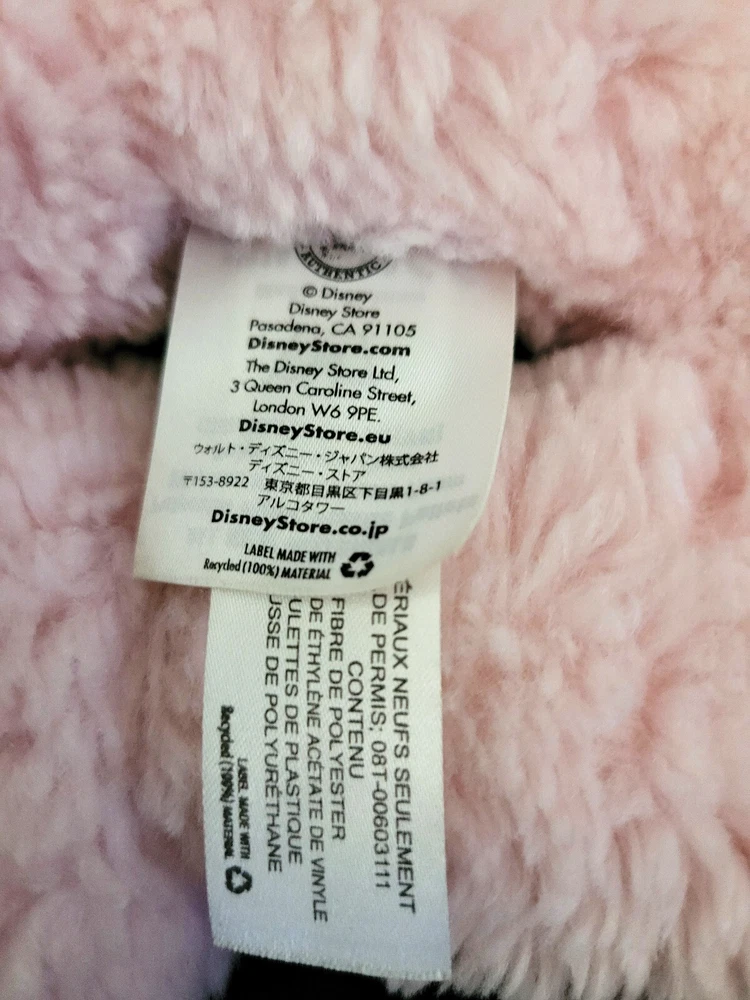 AUTHENTIC
© Disney
Disney Store
Pasadena, CA 91105
DisneyStore.com
The Disney Store Ltd,
3 Queen Caroline Street,
London W6 9PE.
DisneyStore.eu
ウォルト・ディズニー・ジャパン株式会社
ディズニー・ストア
〒153-8922 東京都目黒区下目黒1-8-1
アルコタワー
DisneyStore.co.jp
LABEL MADE WITH
Recycled (100%) MATERIAL
ÉRIAUX NEUFS SEULEMENT
DE PERMIS; 08T-00603111
CONTENU
FIBRE DE POLYESTER
DE ÉTHYLÈNE ACÉTATE DE VINYLE
ULETTES DE PLASTIQUE
USSE DE POLYURÉTHANE
LABEL MADE WITH
Recycled (100%) MATERIAL